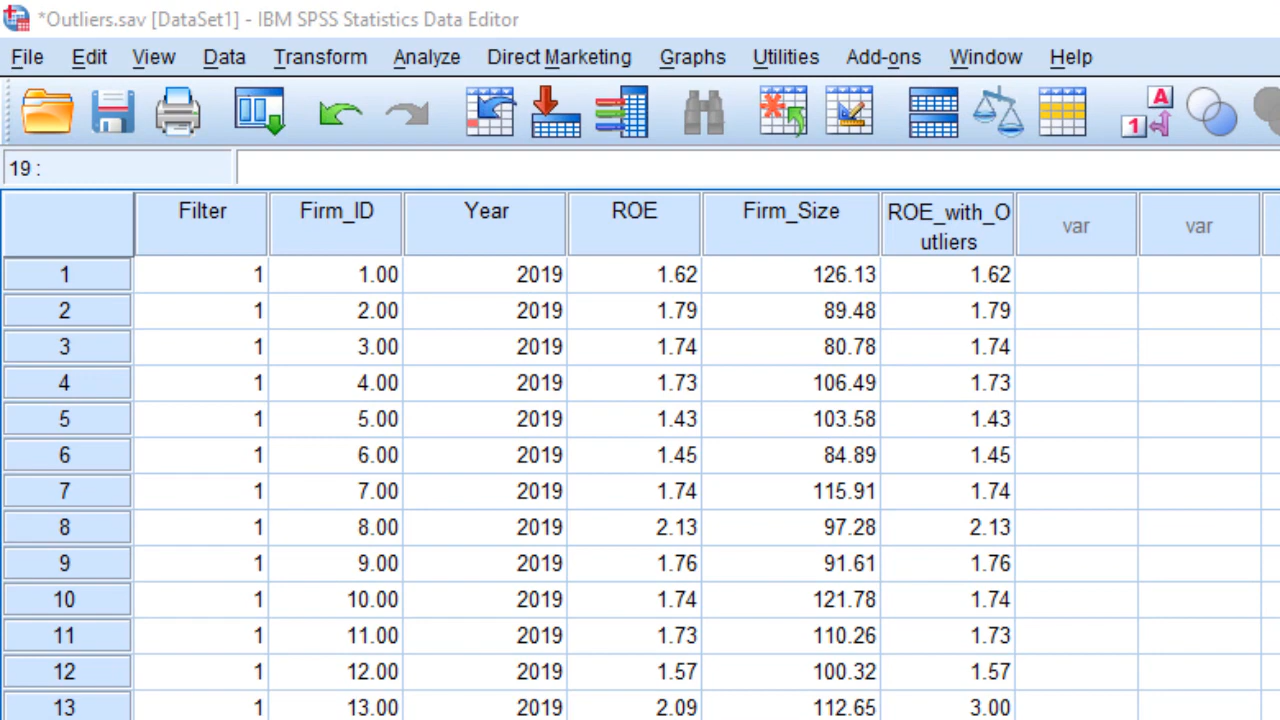 *Outliers.sav [DataSet1] - IBM SPSS Statistics Data Editor
File Edit View Data Transform Analyze Direct Marketing Graphs Utilities Add-ons Window Help
A
1
19 :
Filter Firm_ID Year ROE Firm_Size ROE_with_O
utliers var var
1 1 1.00 2019 1.62 126.13 1.62
2 1 2.00 2019 1.79 89.48 1.79
3 1 3.00 2019 1.74 80.78 1.74
4 1 4.00 2019 1.73 106.49 1.73
5 1 5.00 2019 1.43 103.58 1.43
6 1 6.00 2019 1.45 84.89 1.45
7 1 7.00 2019 1.74 115.91 1.74
8 1 8.00 2019 2.13 97.28 2.13
9 1 9.00 2019 1.76 91.61 1.76
10 1 10.00 2019 1.74 121.78 1.74
11 1 11.00 2019 1.73 110.26 1.73
12 1 12.00 2019 1.57 100.32 1.57
13 1 13.00 2019 2.09 112.65 3.00